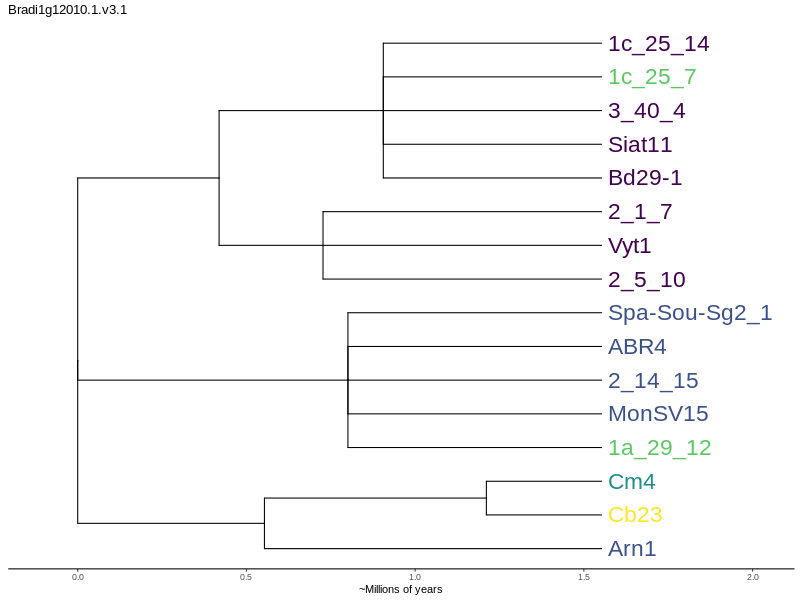 Bradi1g12010.1.v3.1
1c_25_14
1c_25_7
3_40_4
Siat11
Bd29-1
2_1_7
Vyt1
2_5_10
Spa-Sou-Sg2_1
ABR4
2_14_15
MonSV15
1a_29_12
Cm4
Cb23
Arn1
0.0 0.5 1.0 1.5 2.0
~Millions of years